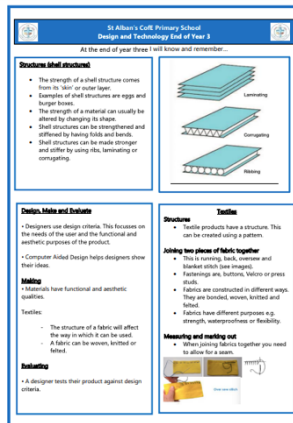 St Alban's CofE Primary School
Design and Technology End of Year 3
At the end of year three I will know and remember...
Structures (shell structures)
• The strength of a shell structure comes
from its 'skin' or outer layer.
• Examples of shell structures are eggs and
burger boxes.
• The strength of a material can usually be
altered by changing its shape.
• Shell structures can be strengthened and
stiffened by having folds and bends.
• Shell structures can be made stronger
and stiffer by using ribs, laminating or
corrugating.
Laminating
Corrugating
Ribbing
Design, Make and Evaluate
• Designers use design criteria. This focusses on
the needs of the user and the functional and
aesthetic purposes of the product.
• Computer Aided Design helps designers show
their ideas.
Making
• Materials have functional and aesthetic
qualities.
Textiles:
- The structure of a fabric will affect
the way in which it can be used.
- A fabric can be woven, knitted or
felted.
Evaluating
• A designer tests their product against design
criteria.
Textiles
Structures
• Textile products have a structure. This
can be created using a pattern.
Joining two pieces of fabric together
• This is running, back, oversew and
blanket stitch (see images).
• Fastenings are, buttons, Velcro or press
studs.
• Fabrics are constructed in different ways.
They are bonded, woven, knitted and
felted.
• Fabrics have different purposes e.g.
strength, waterproofness or flexibility.
Measuring and marking out
• When joining fabrics together you need
to allow for a seam.